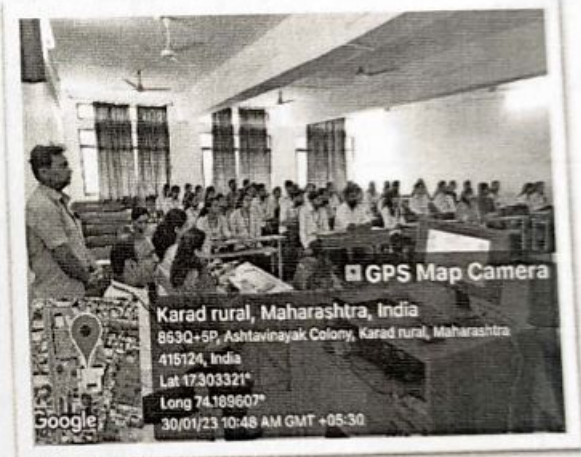 GPS Map Camera
Karad rural, Maharashtra, India
863Q+5P, Ashtavinayak Colony, Karad rural, Maharashtra
415124, India
Lat 17.303321°
Long 74.189607°
30/01/23 10:48 AM GMT +05:30
Google